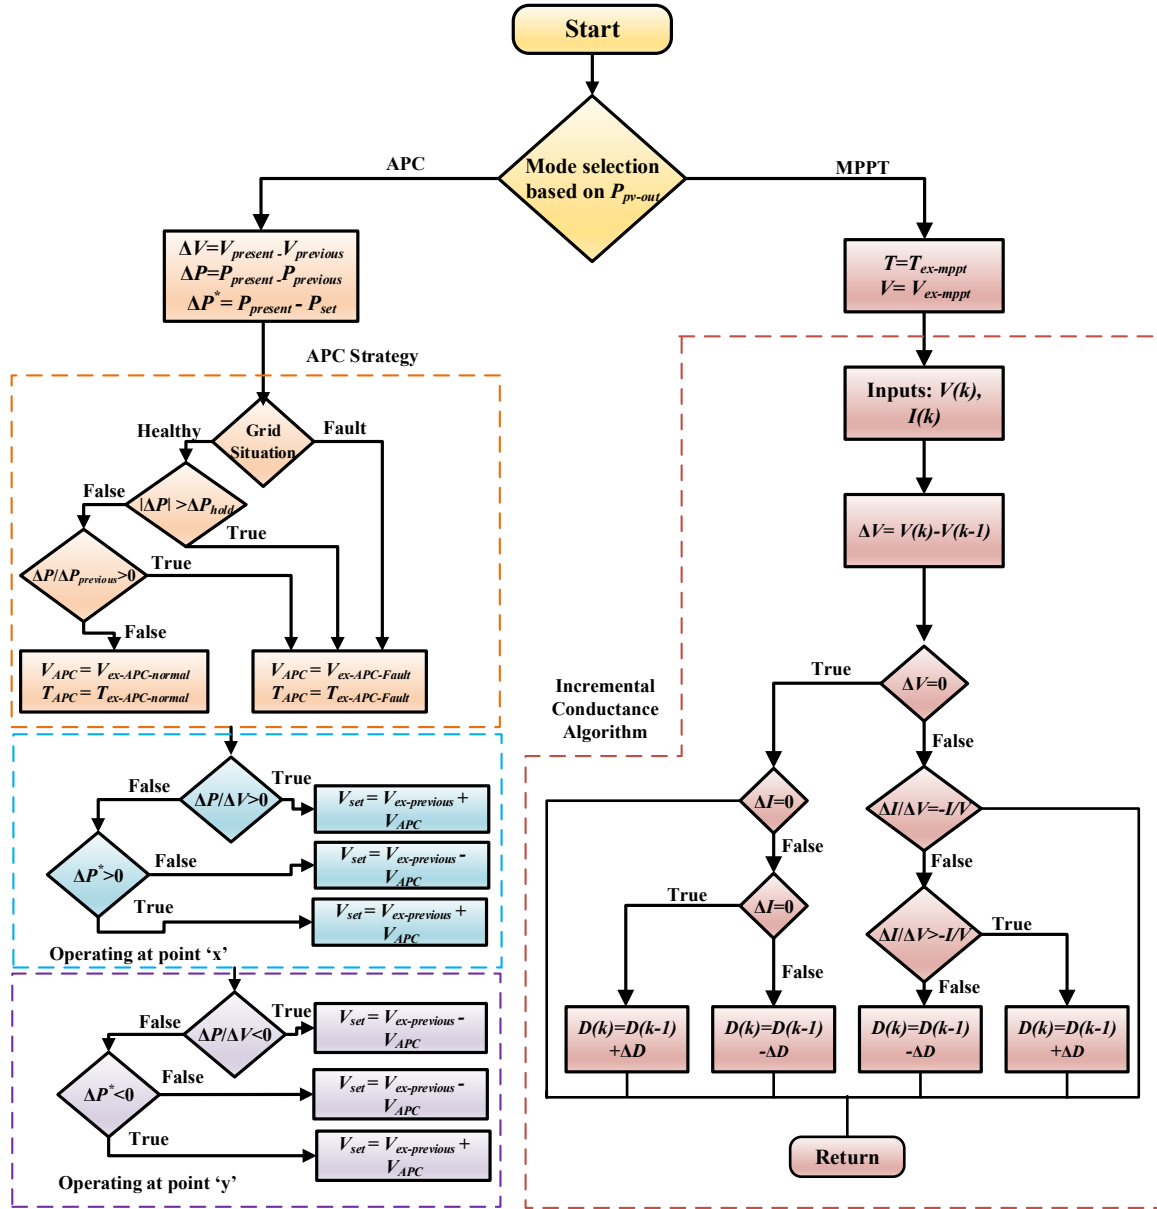 Start
Mode selection
based on P_pv-out
APC
MPPT
ΔV=V_present - V_previous
ΔP=P_present - P_previous
ΔP* = P_present - P_set
T=T_ex-mppt
V= V_ex-mppt
APC Strategy
Grid
Situation
Healthy
Fault
|ΔP| >ΔP_hold
False
True
ΔP/ΔP_previous>0
True
False
V_APC = V_ex-APC-normal
T_APC = T_ex-APC-normal
V_APC = V_ex-APC-Fault
T_APC = T_ex-APC-Fault
ΔP/ΔV>0
False
True
V_set = V_ex-previous +
V_APC
ΔP*>0
False
V_set = V_ex-previous -
V_APC
True
V_set = V_ex-previous +
V_APC
Operating at point ‘x’
ΔP/ΔV<0
False
True
V_set = V_ex-previous -
V_APC
ΔP*<0
False
V_set = V_ex-previous -
V_APC
True
V_set = V_ex-previous +
V_APC
Operating at point ‘y’
Inputs: V(k),
I(k)
ΔV= V(k)-V(k-1)
Incremental
Conductance
Algorithm
ΔV=0
True
False
ΔI=0
False
ΔI/ΔV=-I/V
False
ΔI=0
True
False
ΔI/ΔV>-I/V
True
False
D(k)=D(k-1)
+ΔD
D(k)=D(k-1)
-ΔD
D(k)=D(k-1)
-ΔD
D(k)=D(k-1)
+ΔD
Return